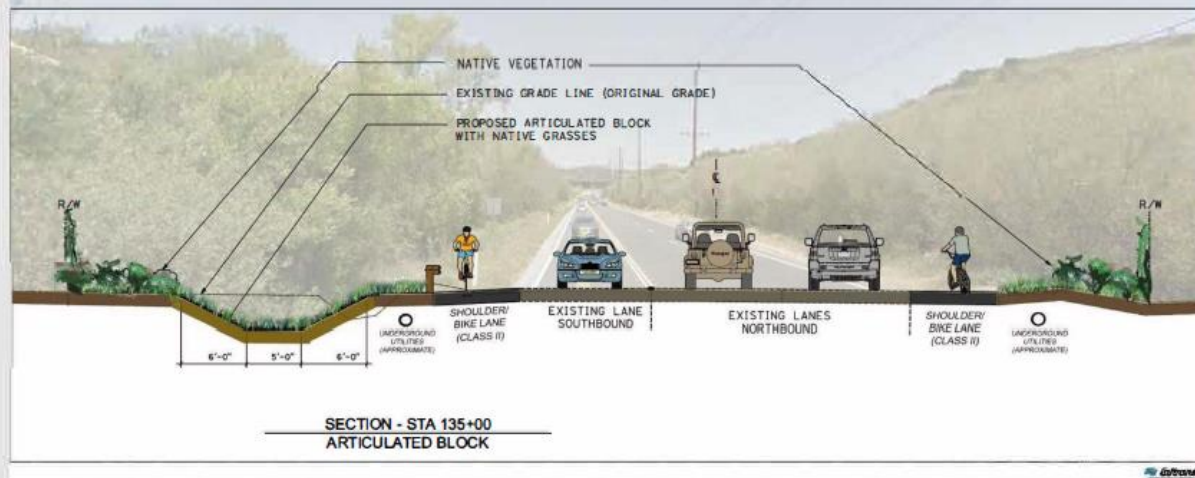 NATIVE VEGETATION
EXISTING GRADE LINE (ORIGINAL GRADE)
PROPOSED ARTICULATED BLOCK
WITH NATIVE GRASSES
R/W
R/W
℄
SHOULDER/
BIKE LANE
(CLASS II)
EXISTING LANE
SOUTHBOUND
EXISTING LANES
NORTHBOUND
SHOULDER/
BIKE LANE
(CLASS II)
UNDERGROUND
UTILITIES
(APPROXIMATE)
UNDERGROUND
UTILITIES
(APPROXIMATE)
6'-0"
5'-0"
6'-0"
SECTION - STA 135+00
ARTICULATED BLOCK
Caltrans